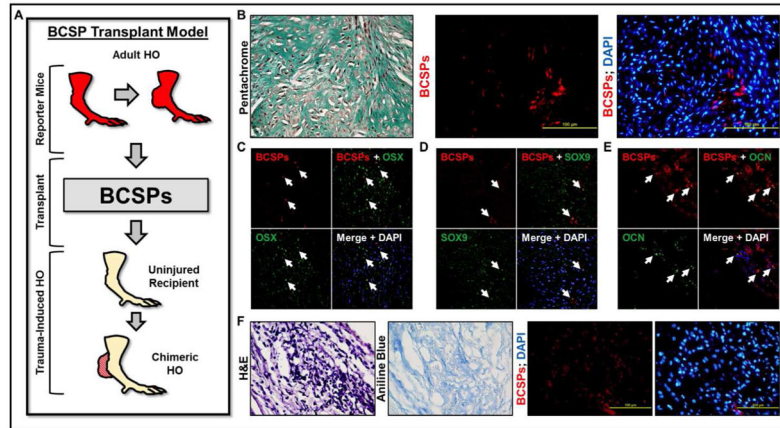 A
BCSP Transplant Model
Adult HO
Reporter Mice
Transplant
BCSPs
Trauma-Induced HO
Uninjured
Recipient
Chimeric
HO
B
Pentachrome
BCSPs
100 μm
BCSPs; DAPI
C
BCSPs
BCSPs + OSX
OSX
Merge + DAPI
D
BCSPs
BCSPs + SOX9
SOX9
Merge + DAPI
E
BCSPs
BCSPs + OCN
OCN
Merge + DAPI
F
H&E
Aniline Blue
BCSPs; DAPI